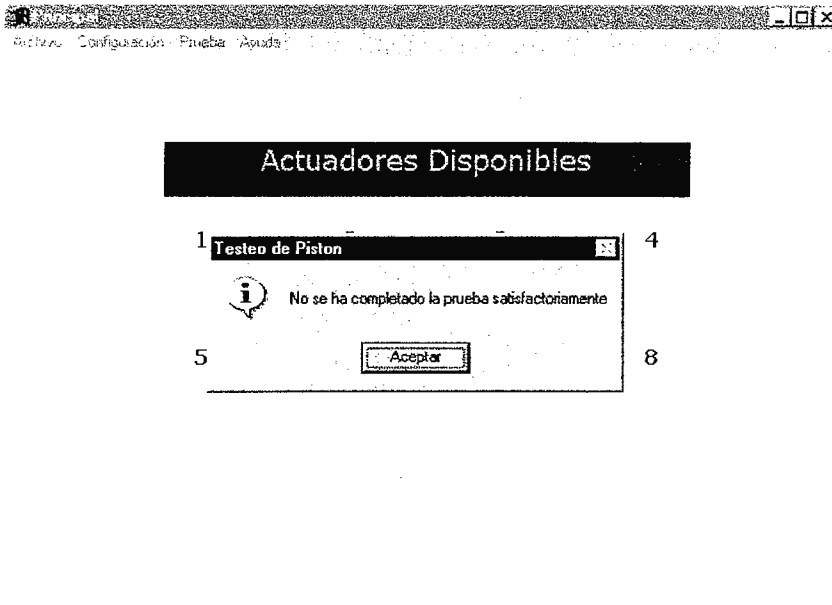 Archivo Configuración Prueba Ayuda
Actuadores Disponibles
1
4
Testeo de Piston
No se ha completado la prueba satisfactoriamente
Aceptar
5
8